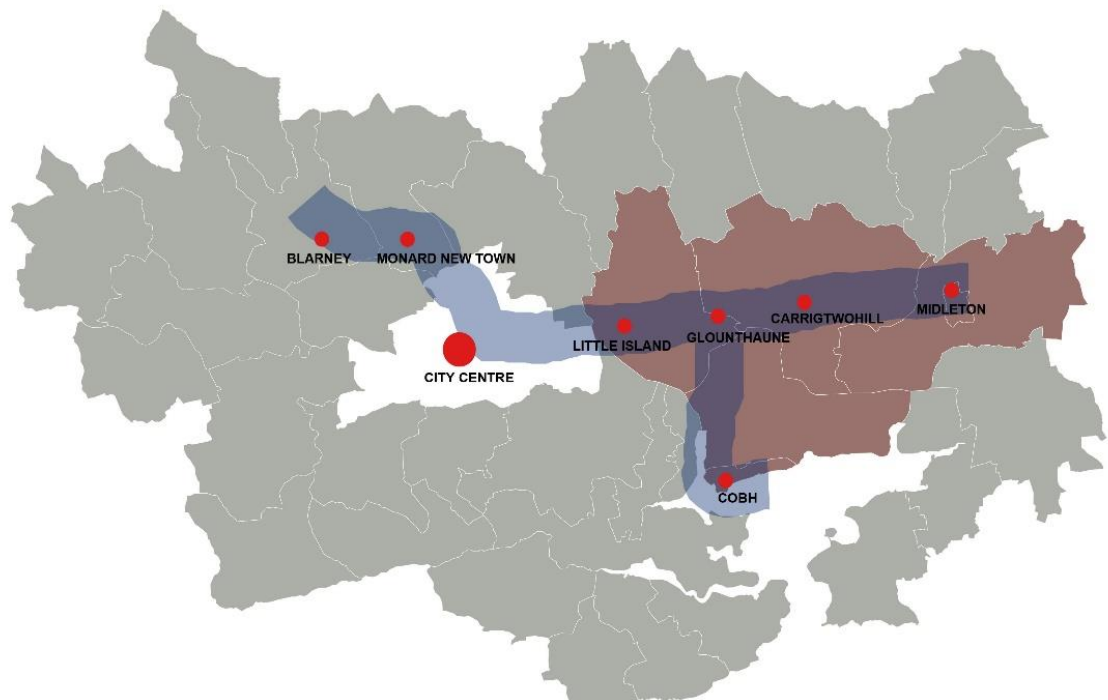 BLARNEY
MONARD NEW TOWN
MIDLETON
CARRIGTWOHILL
GLOUNTHAUNE
LITTLE ISLAND
CITY CENTRE
COBH